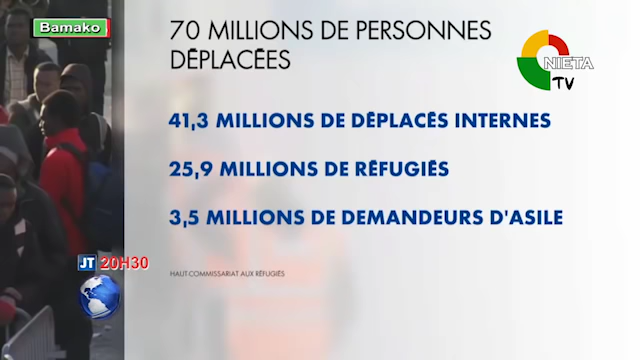 Bamako
70 MILLIONS DE PERSONNES
DÉPLACÉES
NIETA
TV
41,3 MILLIONS DE DÉPLACÉS INTERNES
25,9 MILLIONS DE RÉFUGIÉS
3,5 MILLIONS DE DEMANDEURS D'ASILE
JT 20H30
HAUT-COMMISSARIAT AUX RÉFUGIÉS